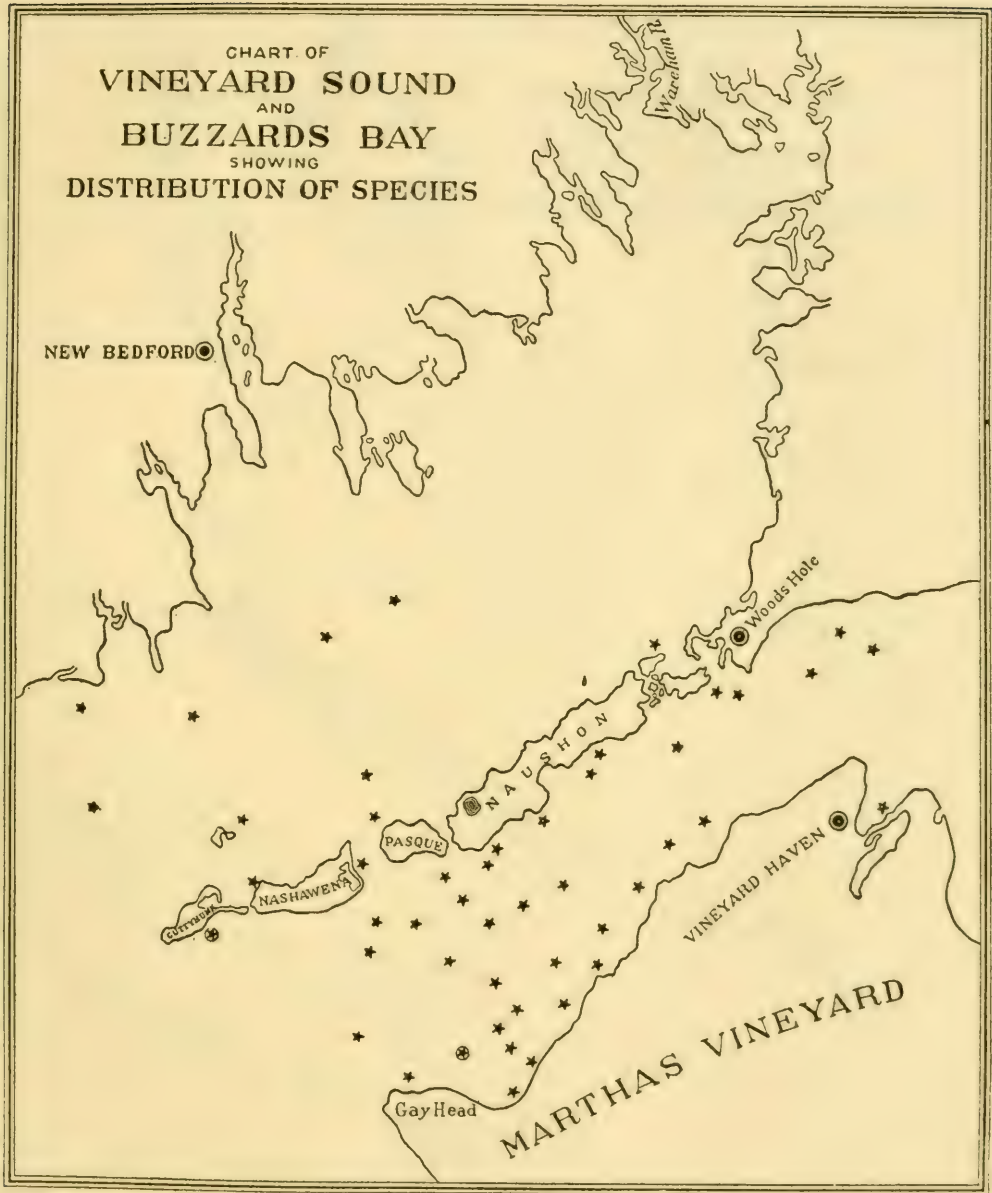 CHART OF
VINEYARD SOUND
AND
BUZZARDS BAY
SHOWING
DISTRIBUTION OF SPECIES
Wareham R.
NEW BEDFORD
Woods Hole
NAUSHON
PASQUE
NASHAWENA
CUTTYHUNK
VINEYARD HAVEN
MARTHAS VINEYARD
Gay Head